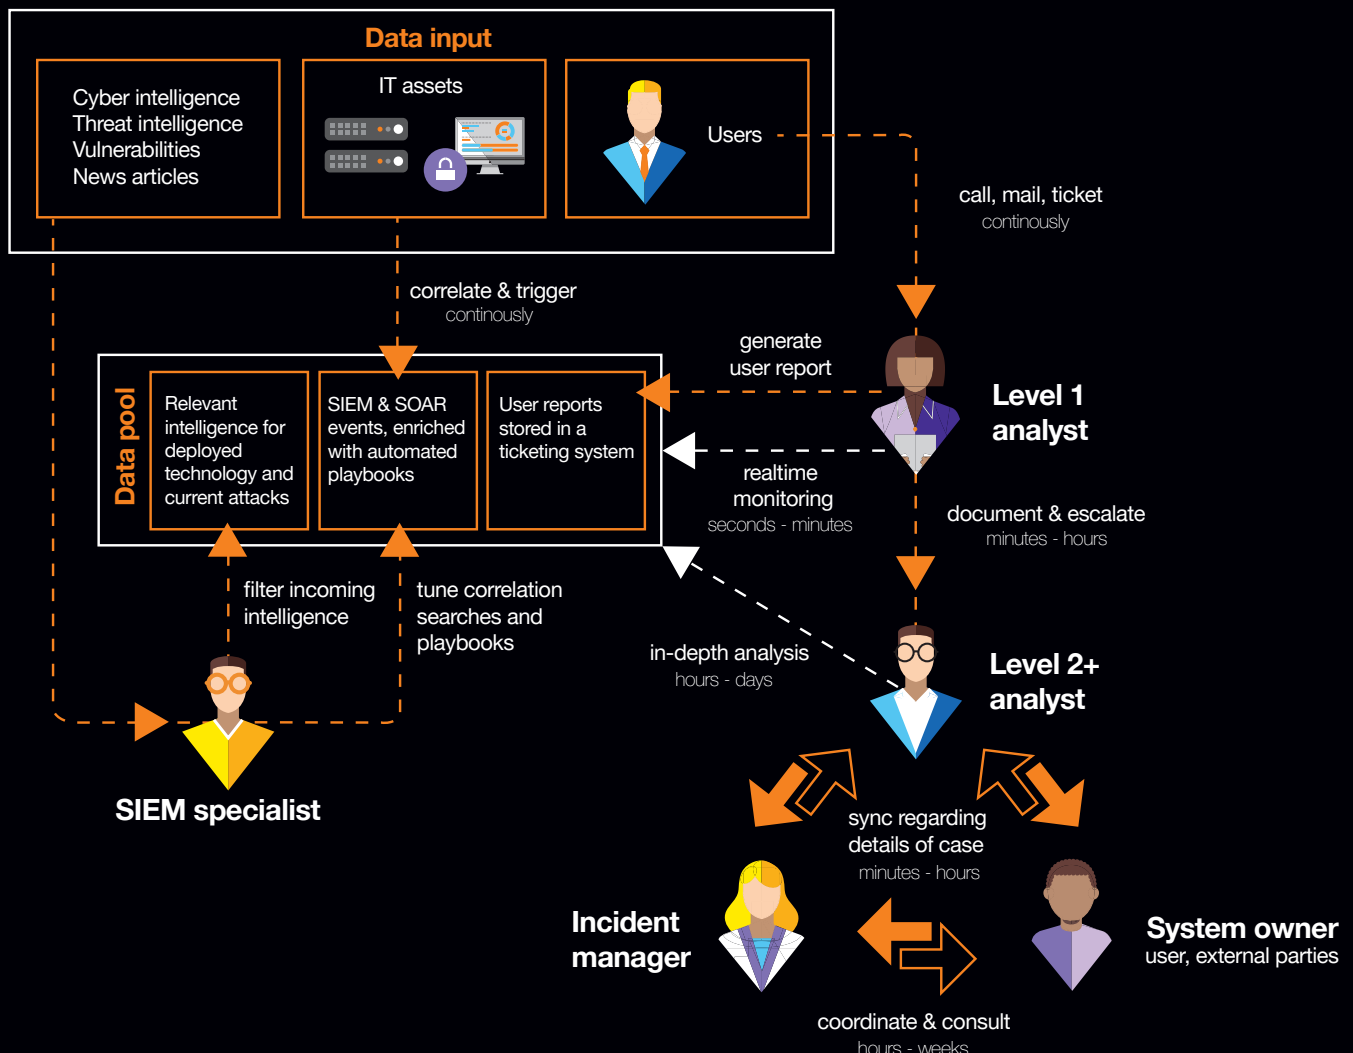 Data input
Cyber intelligence
Threat intelligence
Vulnerabilities
News articles
IT assets
Users
call, mail, ticket
continously
correlate & trigger
continously
generate
user report
Level 1
analyst
Data pool
Relevant
intelligence for
deployed
technology and
current attacks
SIEM & SOAR
events, enriched
with automated
playbooks
User reports
stored in a
ticketing system
realtime
monitoring
seconds - minutes
document & escalate
minutes - hours
filter incoming
intelligence
tune correlation
searches and
playbooks
in-depth analysis
hours - days
Level 2+
analyst
SIEM specialist
sync regarding
details of case
minutes - hours
Incident
manager
System owner
user, external parties
coordinate & consult
hours - weeks